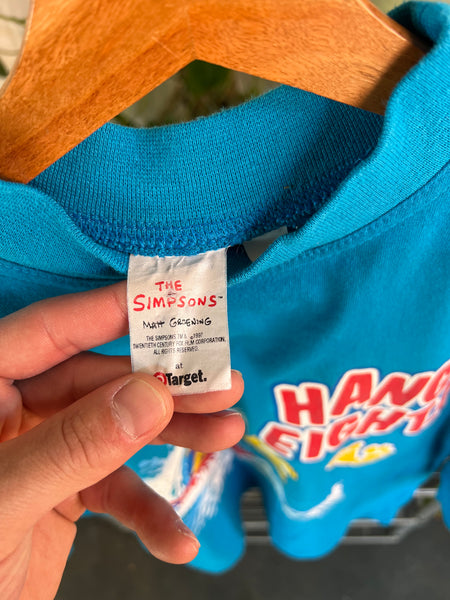 THE
SIMPSONS™
Matt Groening
THE SIMPSONS TM & ©1997
TWENTIETH CENTURY FOX FILM CORPORATION.
ALL RIGHTS RESERVED.
at
Target.
HANG
EIGHT